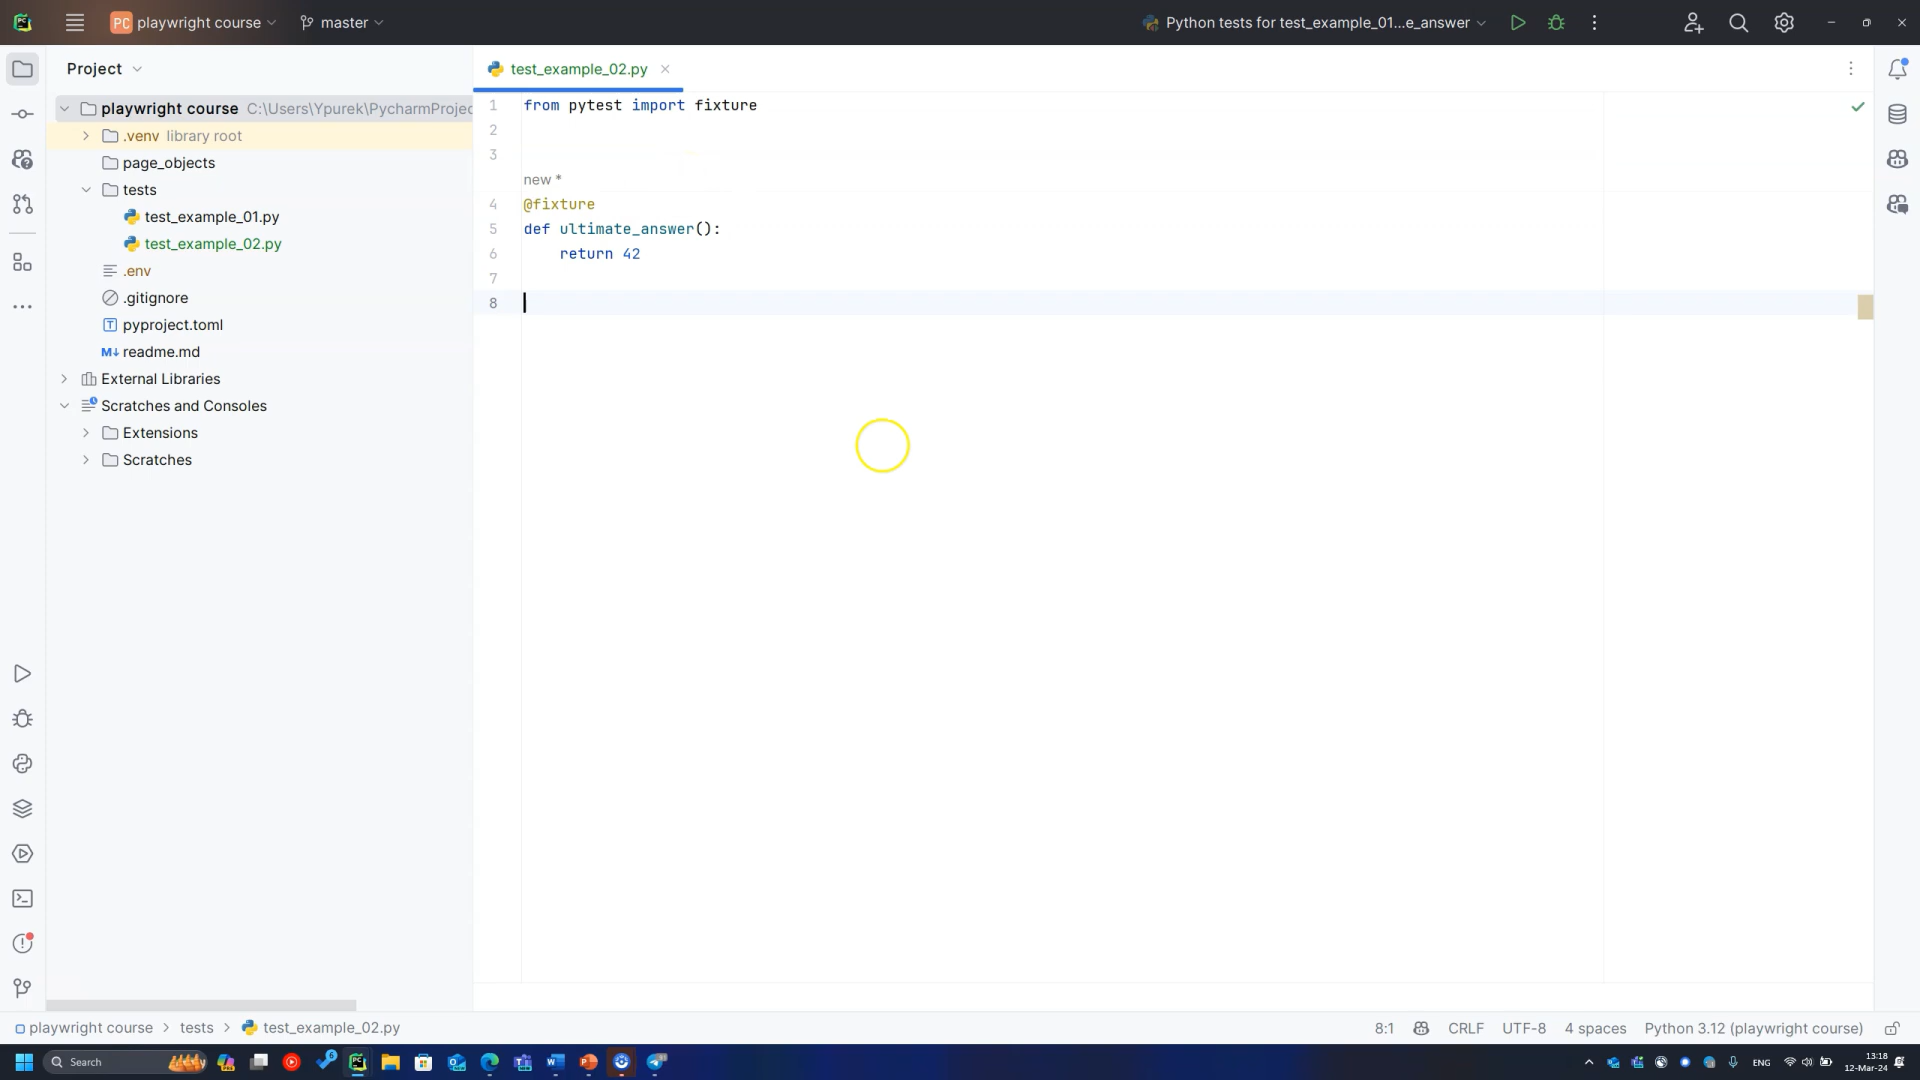 PC playwright course master Python tests for test_example_01...e_answer
Project
test_example_02.py
playwright course C:\Users\Ypurek\PycharmProjec
.venv library root
page_objects
tests
test_example_01.py
test_example_02.py
.env
.gitignore
pyproject.toml
readme.md
External Libraries
Scratches and Consoles
Extensions
Scratches
1 from pytest import fixture
2
3
new *
4 @fixture
5 def ultimate_answer():
6 return 42
7
8
playwright course > tests > test_example_02.py 8:1 CRLF UTF-8 4 spaces Python 3.12 (playwright course)
Search ENG 13:18
12-Mar-24